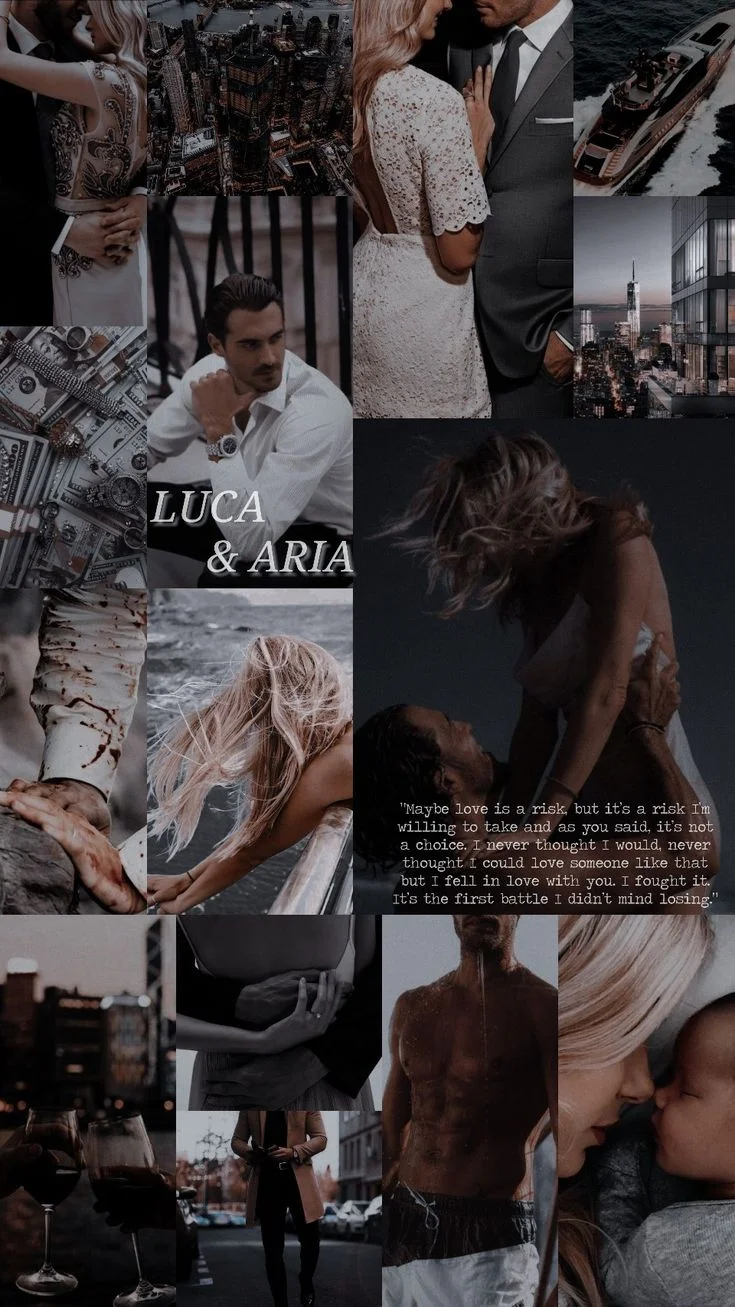 LUCA
& ARIA
"Maybe love is a risk, but it's a risk I'm
willing to take and as you said, it's not
a choice. I never thought I would, never
thought I could love someone like that
but I fell in love with you. I fought it.
It's the first battle I didn't mind losing."